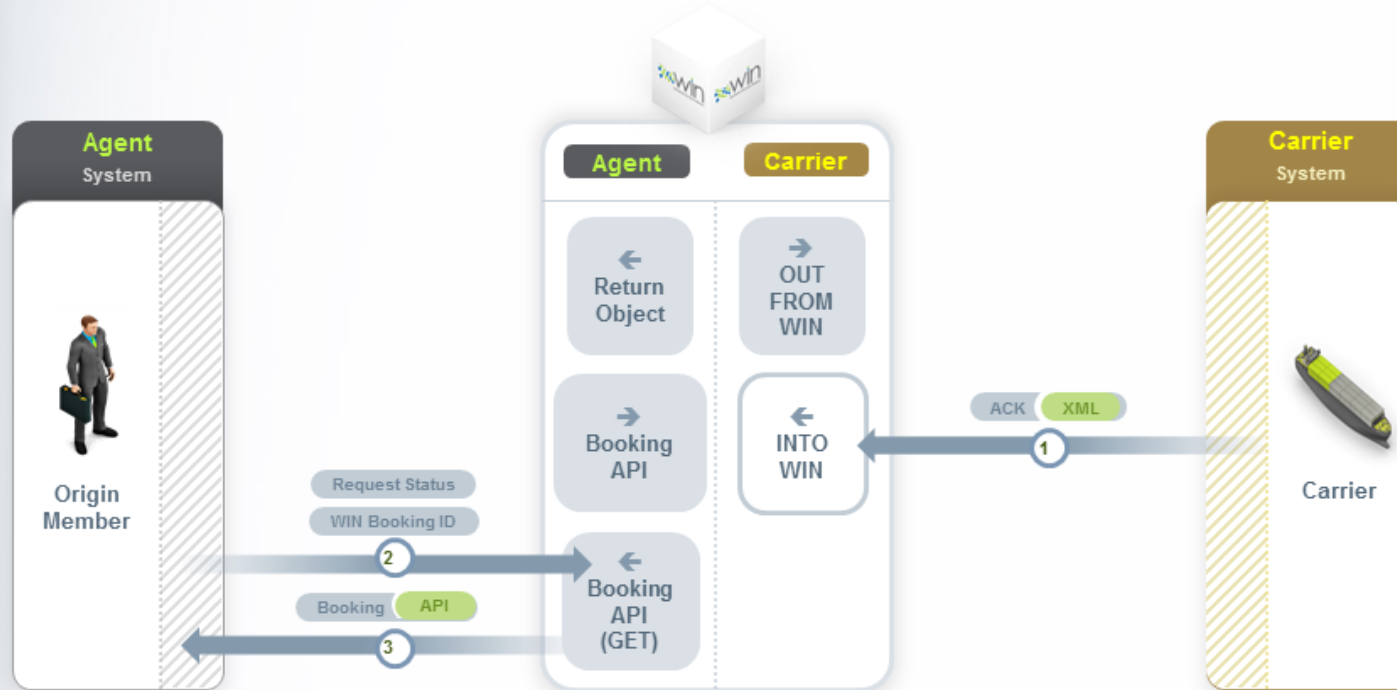 win win
Agent
System
Agent
Carrier
Carrier
System
Return
Object
OUT
FROM
WIN
Booking
API
INTO
WIN
ACK XML
1
Origin
Member
Carrier
Request Status
WIN Booking ID
2
Booking
API
(GET)
Booking API
3